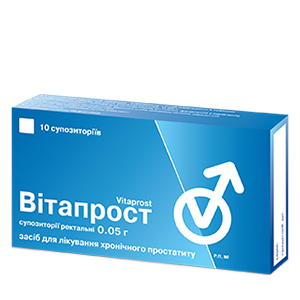 10 супозиторіїв
Vitaprost
Вітапрост
супозиторії ректальні 0.05 г
засіб для лікування хронічного простатиту